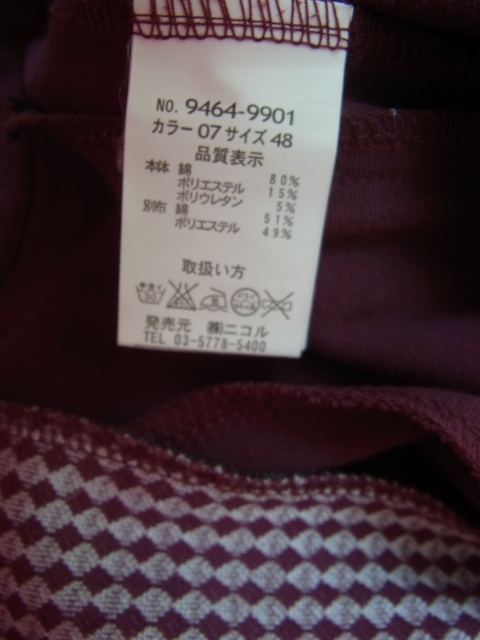 NO. 9464-9901
カラー 07 サイズ 48
品質表示
本体 綿 80%
ポリエステル 15%
ポリウレタン 5%
別布 綿 51%
ポリエステル 49%
取扱い方
発売元 ㈱ニコル
TEL 03-5778-5400